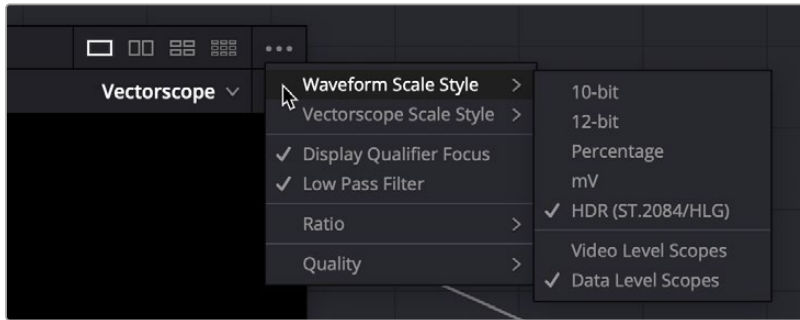 Vectorscope
Waveform Scale Style
Vectorscope Scale Style
Display Qualifier Focus
Low Pass Filter
Ratio
Quality
10-bit
12-bit
Percentage
mV
HDR (ST.2084/HLG)
Video Level Scopes
Data Level Scopes